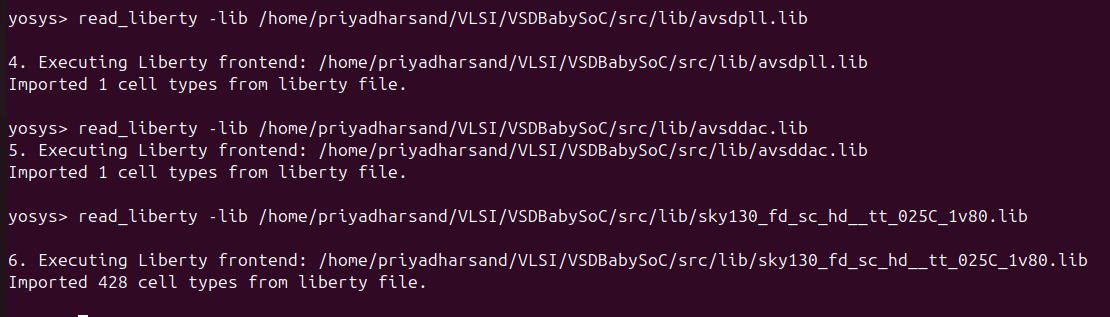 yosys> read_liberty -lib /home/priyadharsand/VLSI/VSDBabySoC/src/lib/avsdpll.lib
4. Executing Liberty frontend: /home/priyadharsand/VLSI/VSDBabySoC/src/lib/avsdpll.lib
Imported 1 cell types from liberty file.
yosys> read_liberty -lib /home/priyadharsand/VLSI/VSDBabySoC/src/lib/avsddac.lib
5. Executing Liberty frontend: /home/priyadharsand/VLSI/VSDBabySoC/src/lib/avsddac.lib
Imported 1 cell types from liberty file.
yosys> read_liberty -lib /home/priyadharsand/VLSI/VSDBabySoC/src/lib/sky130_fd_sc_hd__tt_025C_1v80.lib
6. Executing Liberty frontend: /home/priyadharsand/VLSI/VSDBabySoC/src/lib/sky130_fd_sc_hd__tt_025C_1v80.lib
Imported 428 cell types from liberty file.